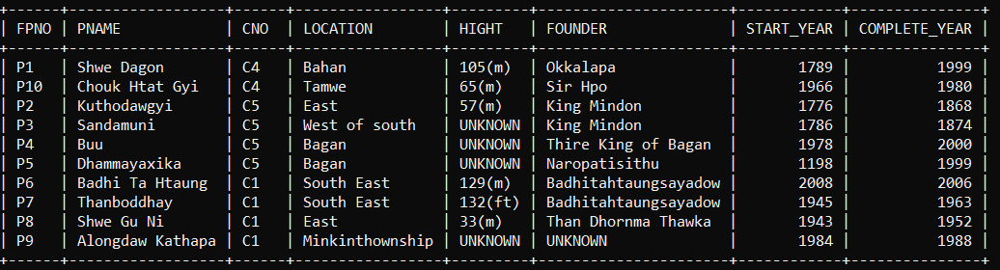 FPNO | PNAME | CNO | LOCATION | HIGHT | FOUNDER | START_YEAR | COMPLETE_YEAR
P1 | Shwe Dagon | C4 | Bahan | 105(m) | Okkalapa | 1789 | 1999
P10 | Chouk Htat Gyi | C4 | Tamwe | 65(m) | Sir Hpo | 1966 | 1980
P2 | Kuthodawgyi | C5 | East | 57(m) | King Mindon | 1776 | 1868
P3 | Sandamuni | C5 | West of south | UNKNOWN | King Mindon | 1786 | 1874
P4 | Buu | C5 | Bagan | UNKNOWN | Thire King of Bagan | 1978 | 2000
P5 | Dhammayaxika | C5 | Bagan | UNKNOWN | Naropatisithu | 1198 | 1999
P6 | Badhi Ta Htaung | C1 | South East | 129(m) | Badhitahtaungsayadow | 2008 | 2006
P7 | Thanboddhay | C1 | South East | 132(ft) | Badhitahtaungsayadow | 1945 | 1963
P8 | Shwe Gu Ni | C1 | East | 33(m) | Than Dhornma Thawka | 1943 | 1952
P9 | Alongdaw Kathapa | C1 | Minkinthownship | UNKNOWN | UNKNOWN | 1984 | 1988